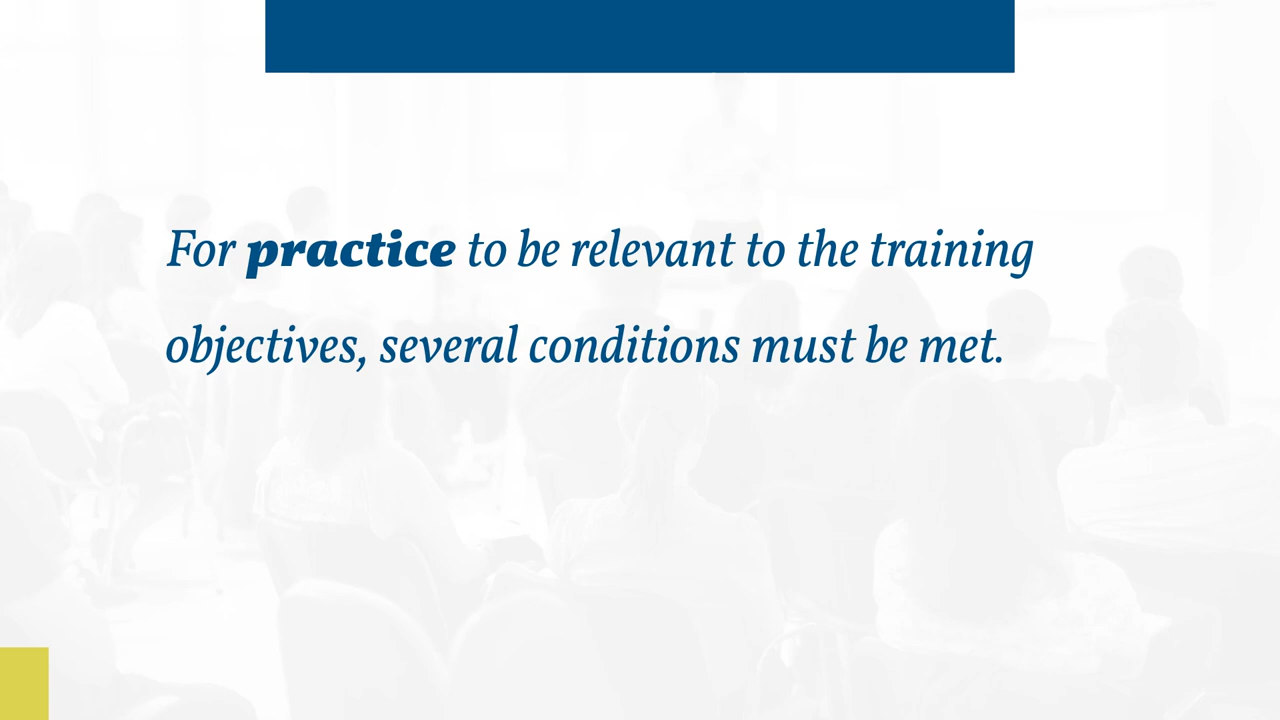 For practice to be relevant to the training
objectives, several conditions must be met.